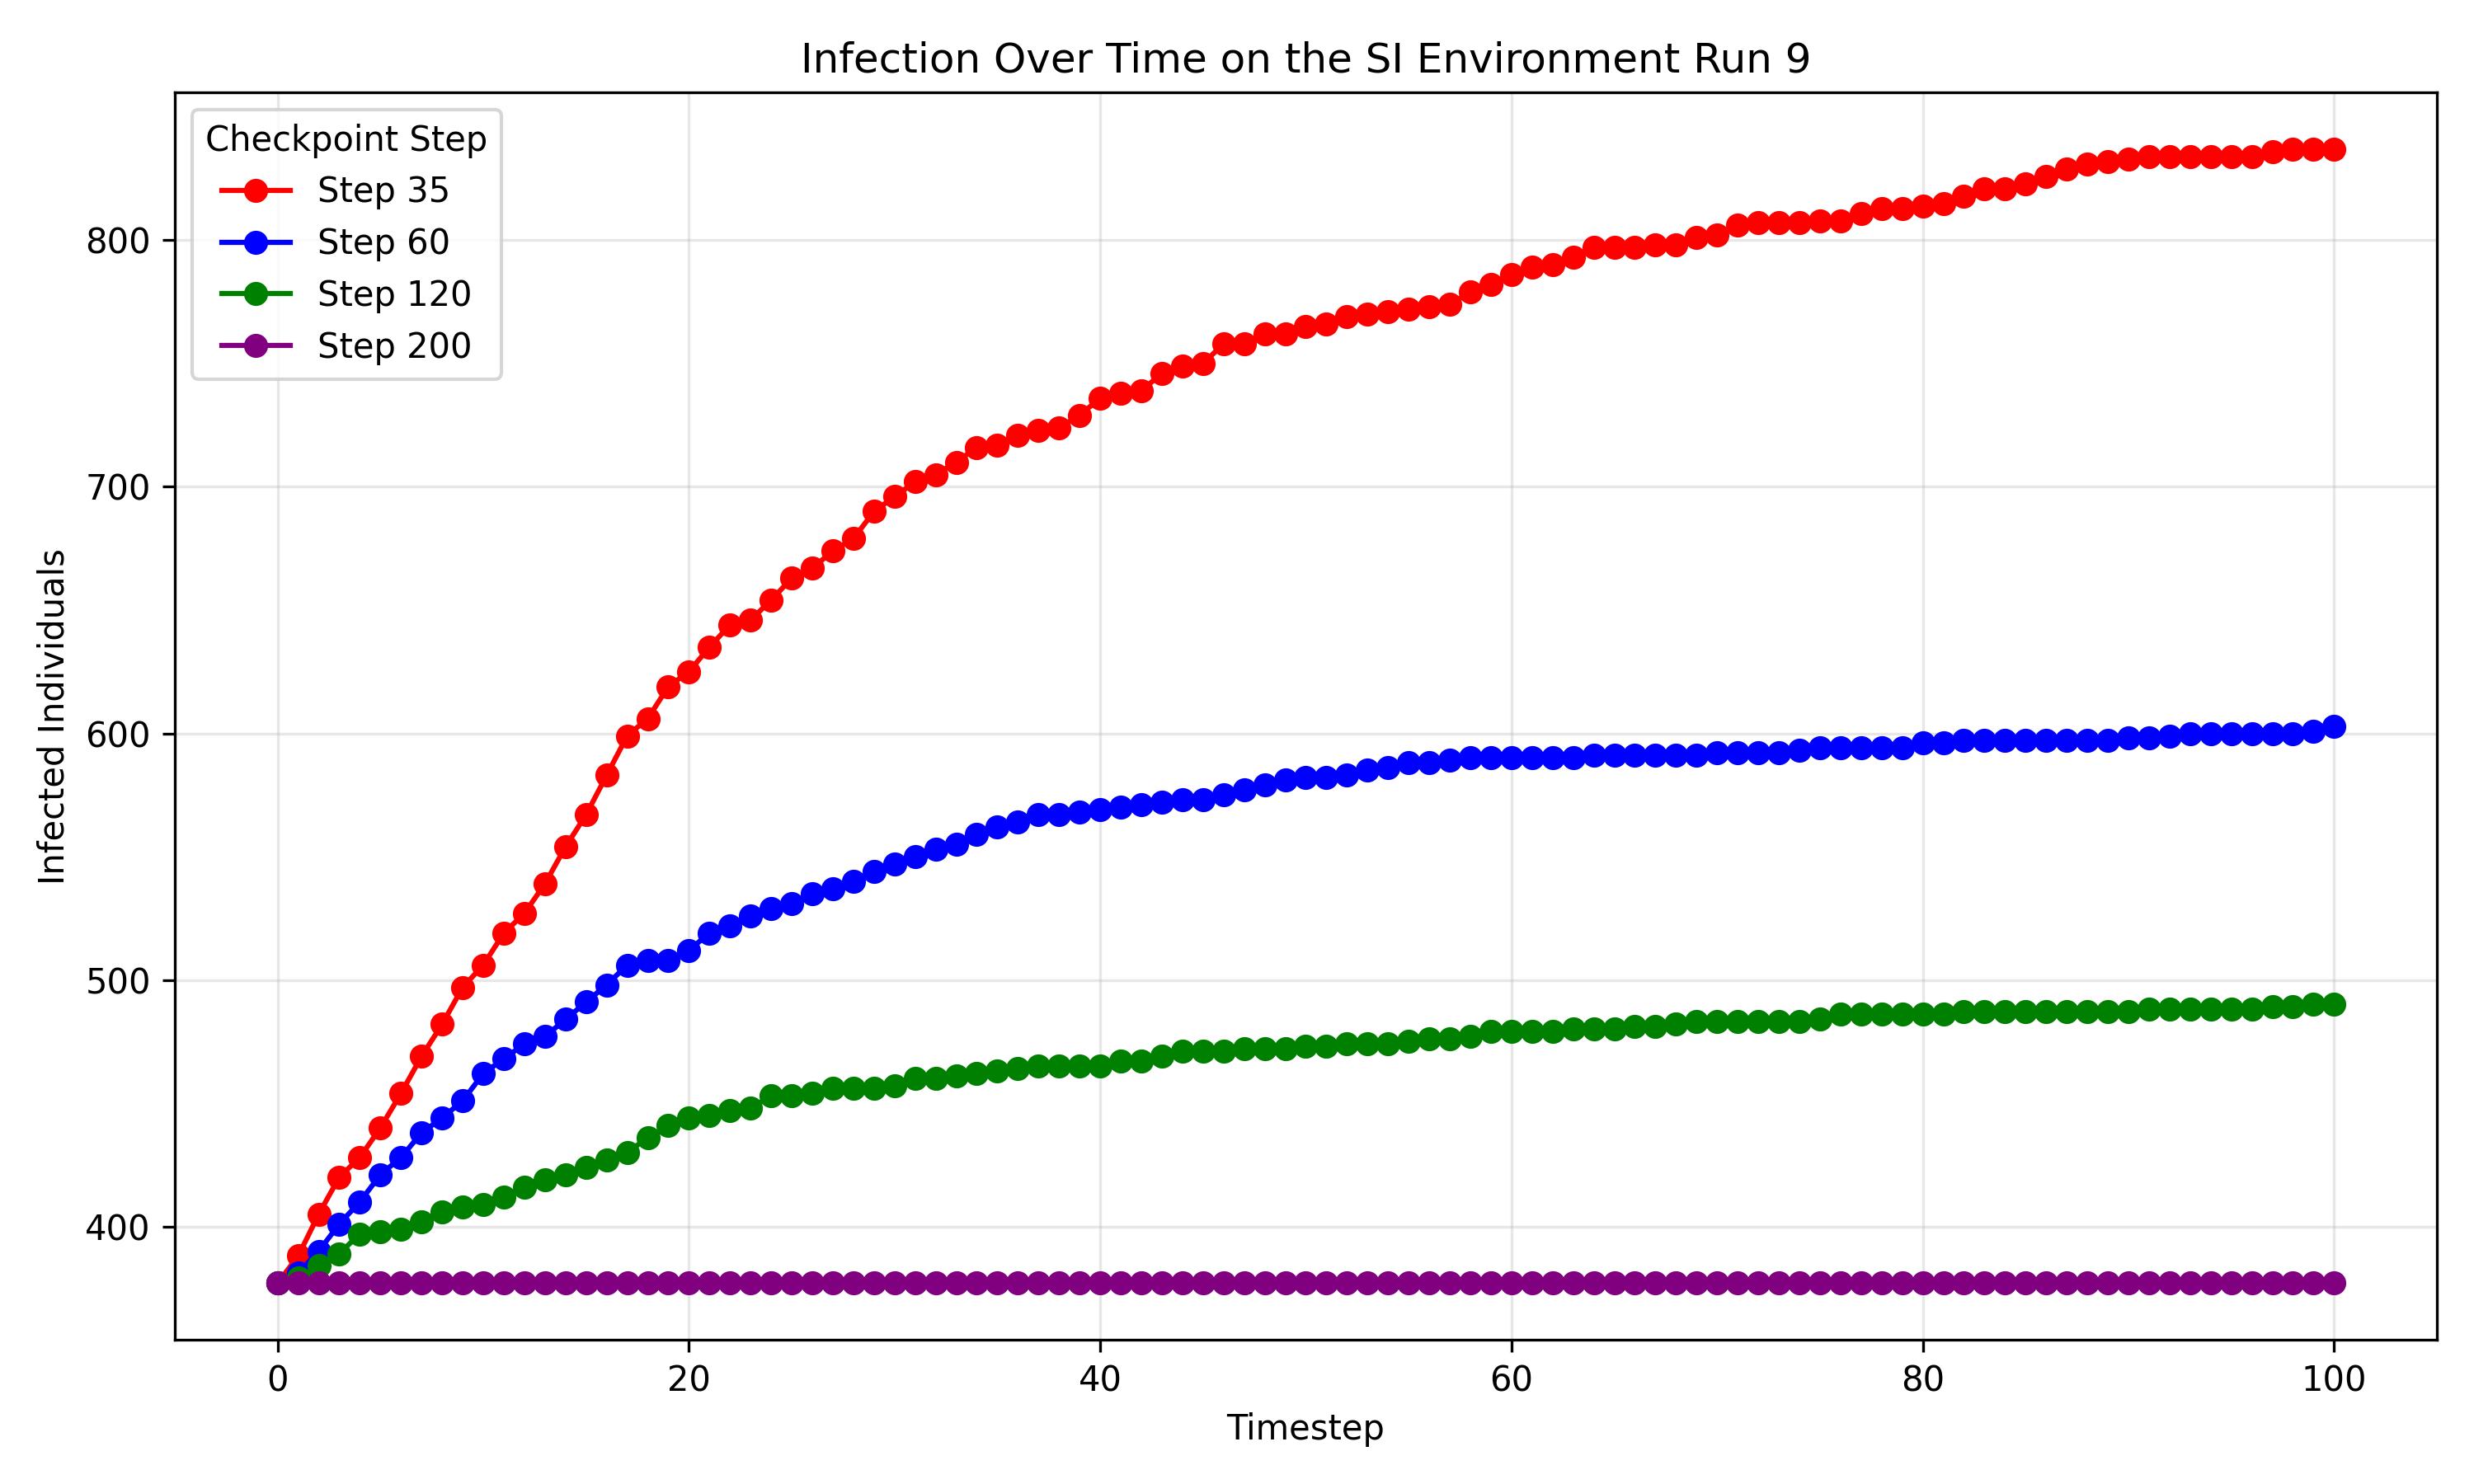 Infection Over Time on the SI Environment Run 9
Checkpoint Step
Step 35
Step 60
Step 120
Step 200
Infected Individuals
800
700
600
500
400
0 20 40 60 80 100
Timestep